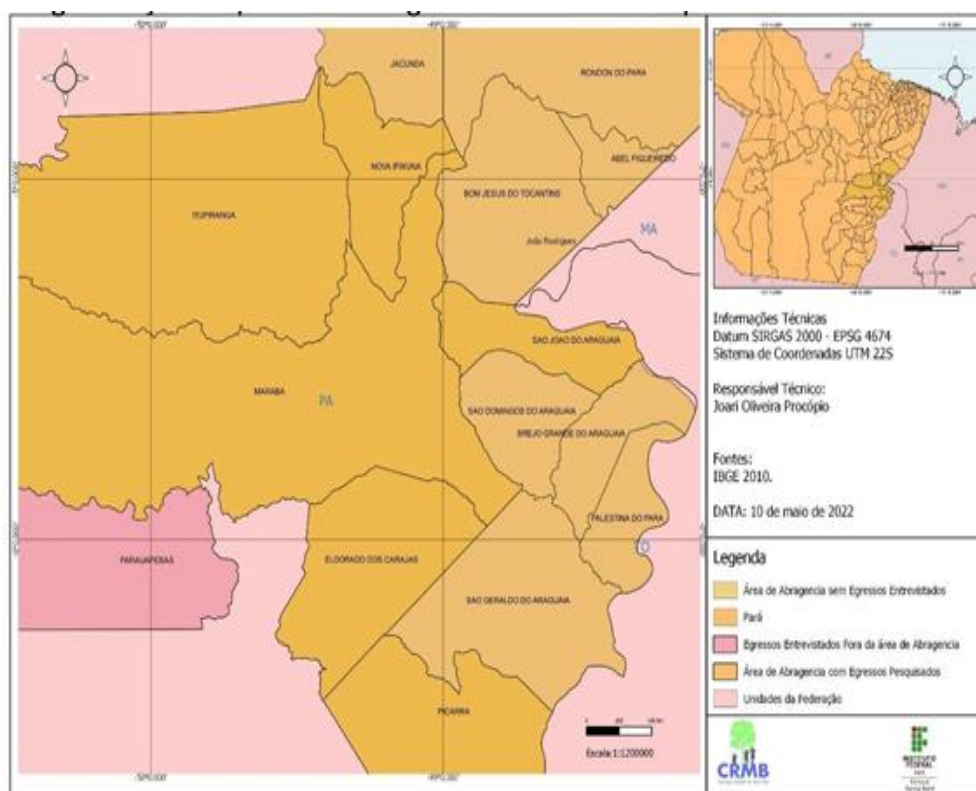 JACUNDA
RONDON DO PARA
NOVA IPIXUNA
ABEL FIGUEIREDO
BOM JESUS DO TOCANTINS
ITUPIRANGA
MA
João Rodrigues
SAO JOAO DO ARAGUAIA
MARABA
PA
SAO DOMINGOS DO ARAGUAIA
BREJO GRANDE DO ARAGUAIA
PALESTINA DO PARA
PARAUAPEBAS
ELDORADO DOS CARAJAS
SAO GERALDO DO ARAGUAIA
PICARRA
Escala:1:1200000
Informações Técnicas
Datum SIRGAS 2000 - EPSG 4674
Sistema de Coordenadas UTM 22S
Responsável Técnico:
Joari Oliveira Procópio
Fontes:
IBGE 2010.
DATA: 10 de maio de 2022
Legenda
Área de Abragencia sem Egressos Entrevistados
Pará
Egressos Entrevistados Fora da área de Abragencia
Área de Abragencia com Egressos Pesquisados
Unidades da Federação
CRMB
INSTITUTO
FEDERAL